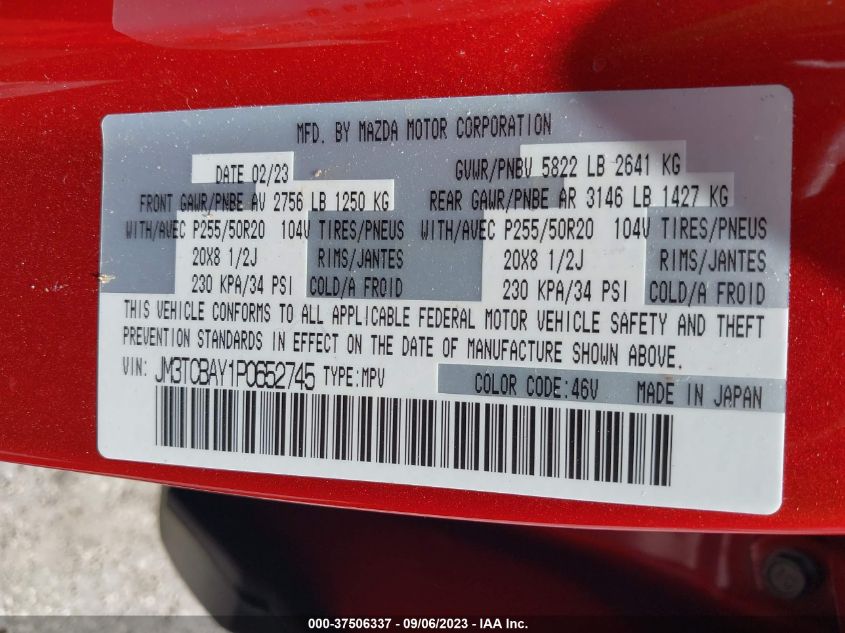 MFD. BY MAZDA MOTOR CORPORATION
DATE 02/23 GVWR/PNBV 5822 LB 2641 KG
FRONT GAWR/PNBE AV 2756 LB 1250 KG REAR GAWR/PNBE AR 3146 LB 1427 KG
WITH/AVEC P255/50R20 104V TIRES/PNEUS WITH/AVEC P255/50R20 104V TIRES/PNEUS
20X8 1/2J RIMS/JANTES 20X8 1/2J RIMS/JANTES
230 KPA/34 PSI COLD/A FROID 230 KPA/34 PSI COLD/A FROID
THIS VEHICLE CONFORMS TO ALL APPLICABLE FEDERAL MOTOR VEHICLE SAFETY AND THEFT
PREVENTION STANDARDS IN EFFECT ON THE DATE OF MANUFACTURE SHOWN ABOVE.
VIN: JM3TCBAY1P0652745 TYPE:MPV COLOR CODE:46V MADE IN JAPAN
000-37506337 - 09/06/2023 - IAA Inc.